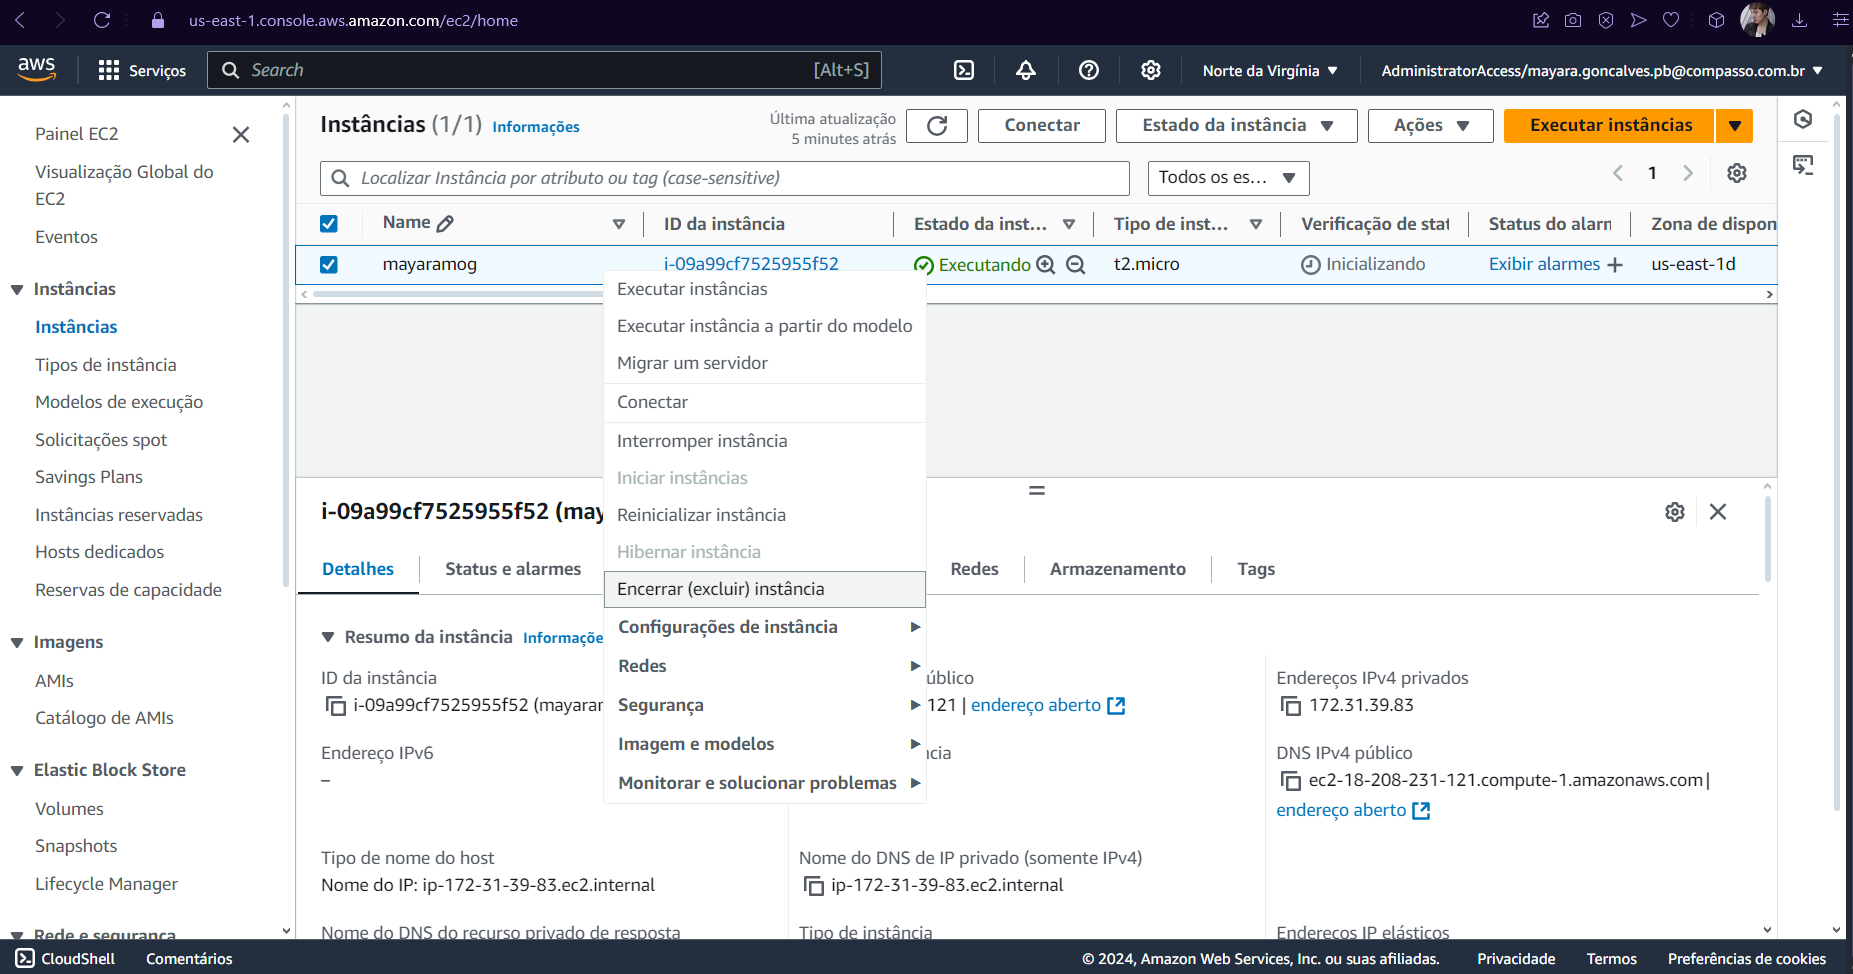 us-east-1.console.aws.amazon.com/ec2/home
aws
Serviços
Search
[Alt+S]
Norte da Virgínia
AdministratorAccess/mayara.goncalves.pb@compasso.com.br
Painel EC2
Visualização Global do
EC2
Eventos
Instâncias
Instâncias
Tipos de instância
Modelos de execução
Solicitações spot
Savings Plans
Instâncias reservadas
Hosts dedicados
Reservas de capacidade
Imagens
AMIs
Catálogo de AMIs
Elastic Block Store
Volumes
Snapshots
Lifecycle Manager
Rede e segurança
Instâncias (1/1) Informações
Última atualização
5 minutes atrás
Conectar
Estado da instância
Ações
Executar instâncias
Localizar Instância por atributo ou tag (case-sensitive)
Todos os es...
1
Name
ID da instância
Estado da inst...
Tipo de inst...
Verificação de stat
Status do alarn
Zona de dispon
mayaramog
i-09a99cf7525955f52
Executando
t2.micro
Inicializando
Exibir alarmes
us-east-1d
Executar instâncias
Executar instância a partir do modelo
Migrar um servidor
Conectar
Interromper instância
Iniciar instâncias
Reinicializar instância
Hibernar instância
Encerrar (excluir) instância
Configurações de instância
Redes
Segurança
Imagem e modelos
Monitorar e solucionar problemas
i-09a99cf7525955f52 (may
Detalhes
Status e alarmes
Redes
Armazenamento
Tags
Resumo da instância Informaçõe
ID da instância
i-09a99cf7525955f52 (mayarar
úblico
121 | endereço aberto
Endereços IPv4 privados
172.31.39.83
Endereço IPv6
–
ncia
DNS IPv4 público
ec2-18-208-231-121.compute-1.amazonaws.com |
endereço aberto
Tipo de nome do host
Nome do IP: ip-172-31-39-83.ec2.internal
Nome do DNS de IP privado (somente IPv4)
ip-172-31-39-83.ec2.internal
Nome do DNS do recurso privado de resposta
Tipo de instância
Endereços IP elásticos
CloudShell
Comentários
© 2024, Amazon Web Services, Inc. ou suas afiliadas.
Privacidade
Termos
Preferências de cookies